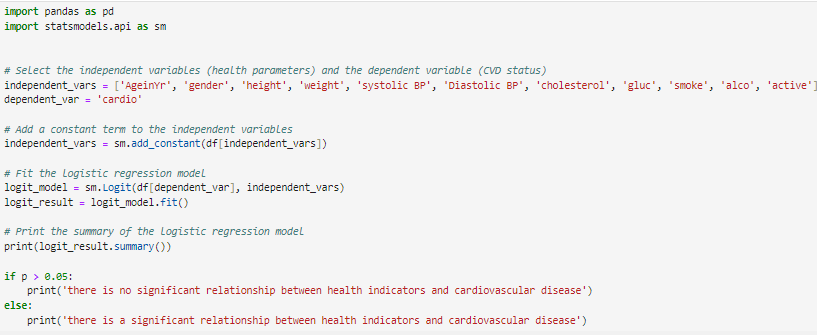 import pandas as pd
import statsmodels.api as sm
# Select the independent variables (health parameters) and the dependent variable (CVD status)
independent_vars = ['AgeinYr', 'gender', 'height', 'weight', 'systolic BP', 'Diastolic BP', 'cholesterol', 'gluc', 'smoke', 'alco', 'active']
dependent_var = 'cardio'
# Add a constant term to the independent variables
independent_vars = sm.add_constant(df[independent_vars])
# Fit the logistic regression model
logit_model = sm.Logit(df[dependent_var], independent_vars)
logit_result = logit_model.fit()
# Print the summary of the logistic regression model
print(logit_result.summary())
if p > 0.05:
    print('there is no significant relationship between health indicators and cardiovascular disease')
else:
    print('there is a significant relationship between health indicators and cardiovascular disease')